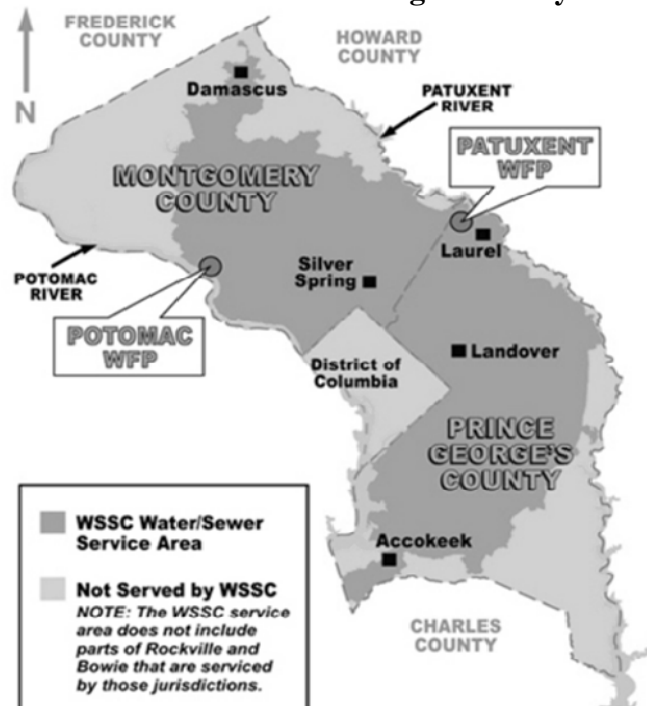 FREDERICK
COUNTY
HOWARD
COUNTY
N
Damascus
PATUXENT
RIVER
PATUXENT
WFP
MONTGOMERY
COUNTY
Laurel
Silver
Spring
POTOMAC
RIVER
POTOMAC
WFP
District of
Columbia
Landover
PRINCE
GEORGE'S
COUNTY
WSSC Water/Sewer
Service Area
Accokeek
Not Served by WSSC
NOTE: The WSSC service
area does not include
parts of Rockville and
Bowie that are serviced
by those jurisdictions.
CHARLES
COUNTY